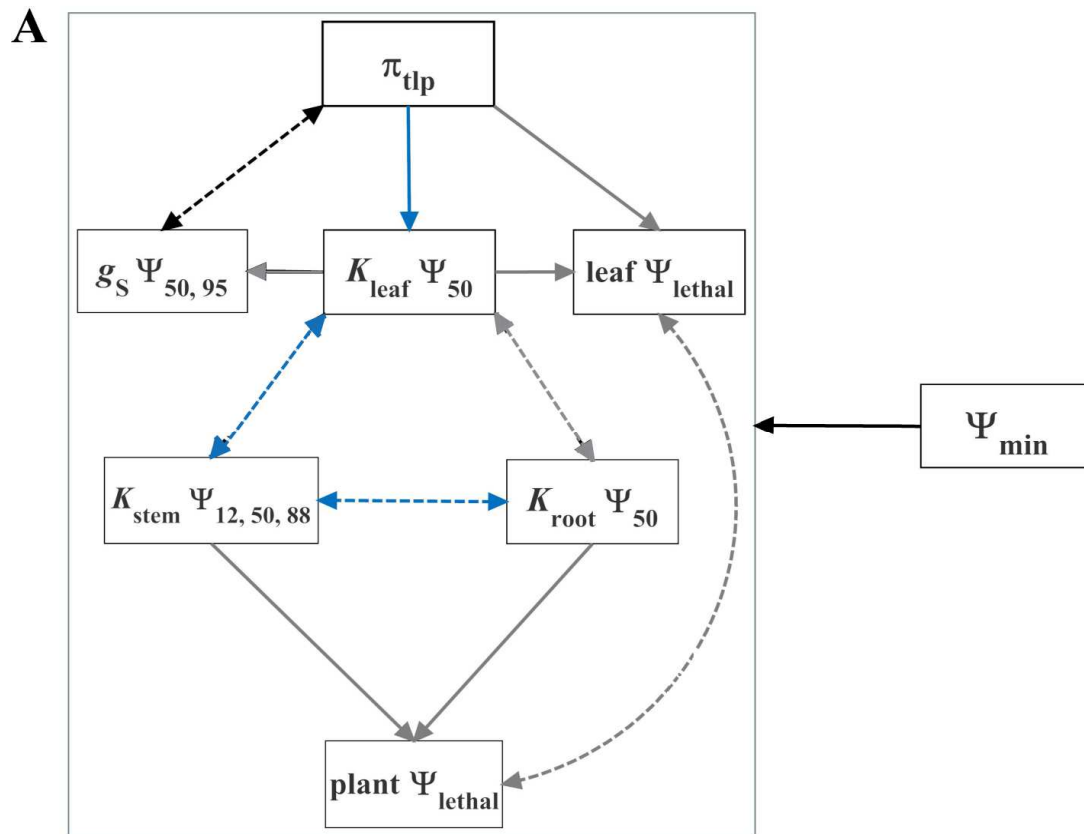 A
π_tlp
g_S Ψ_50, 95
K_leaf Ψ_50
leaf Ψ_lethal
Ψ_min
K_stem Ψ_12, 50, 88
K_root Ψ_50
plant Ψ_lethal